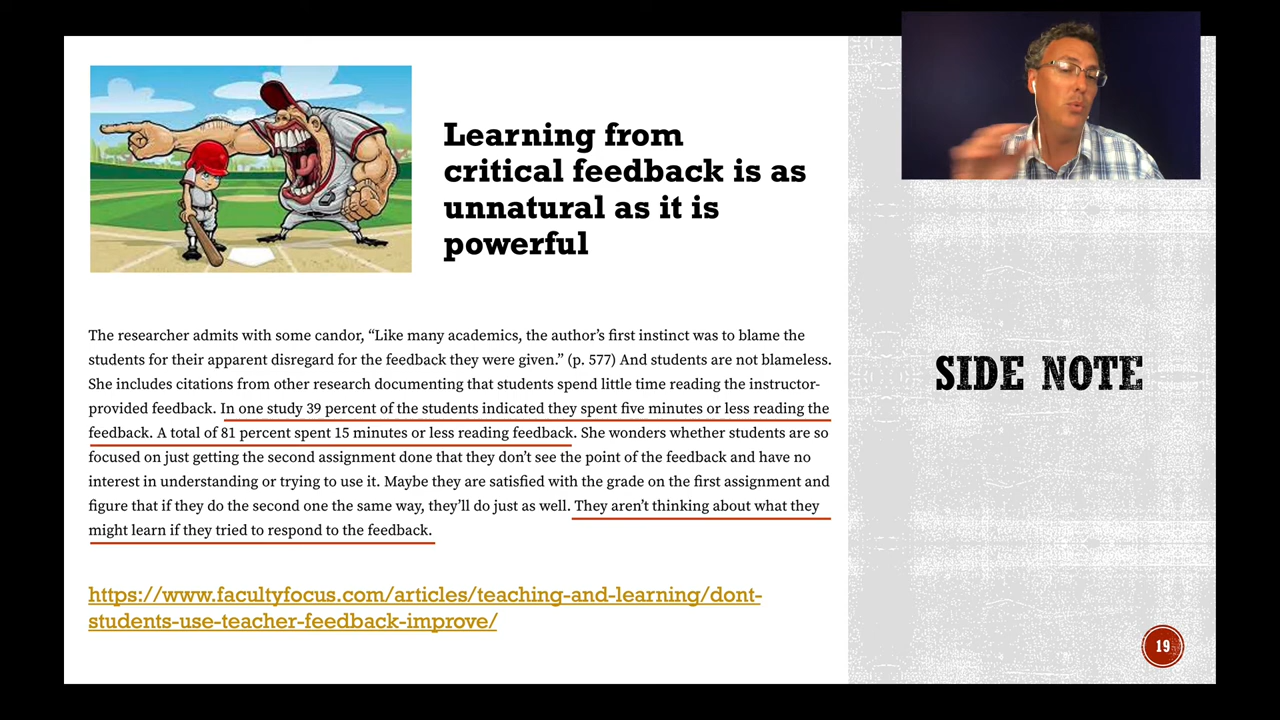 Learning from
critical feedback is as
unnatural as it is
powerful
The researcher admits with some candor, “Like many academics, the author’s first instinct was to blame the
students for their apparent disregard for the feedback they were given.” (p. 577) And students are not blameless.
She includes citations from other research documenting that students spend little time reading the instructor-
provided feedback. In one study 39 percent of the students indicated they spent five minutes or less reading the
feedback. A total of 81 percent spent 15 minutes or less reading feedback. She wonders whether students are so
focused on just getting the second assignment done that they don’t see the point of the feedback and have no
interest in understanding or trying to use it. Maybe they are satisfied with the grade on the first assignment and
figure that if they do the second one the same way, they’ll do just as well. They aren’t thinking about what they
might learn if they tried to respond to the feedback.
https://www.facultyfocus.com/articles/teaching-and-learning/dont-
students-use-teacher-feedback-improve/
SIDE NOTE
19